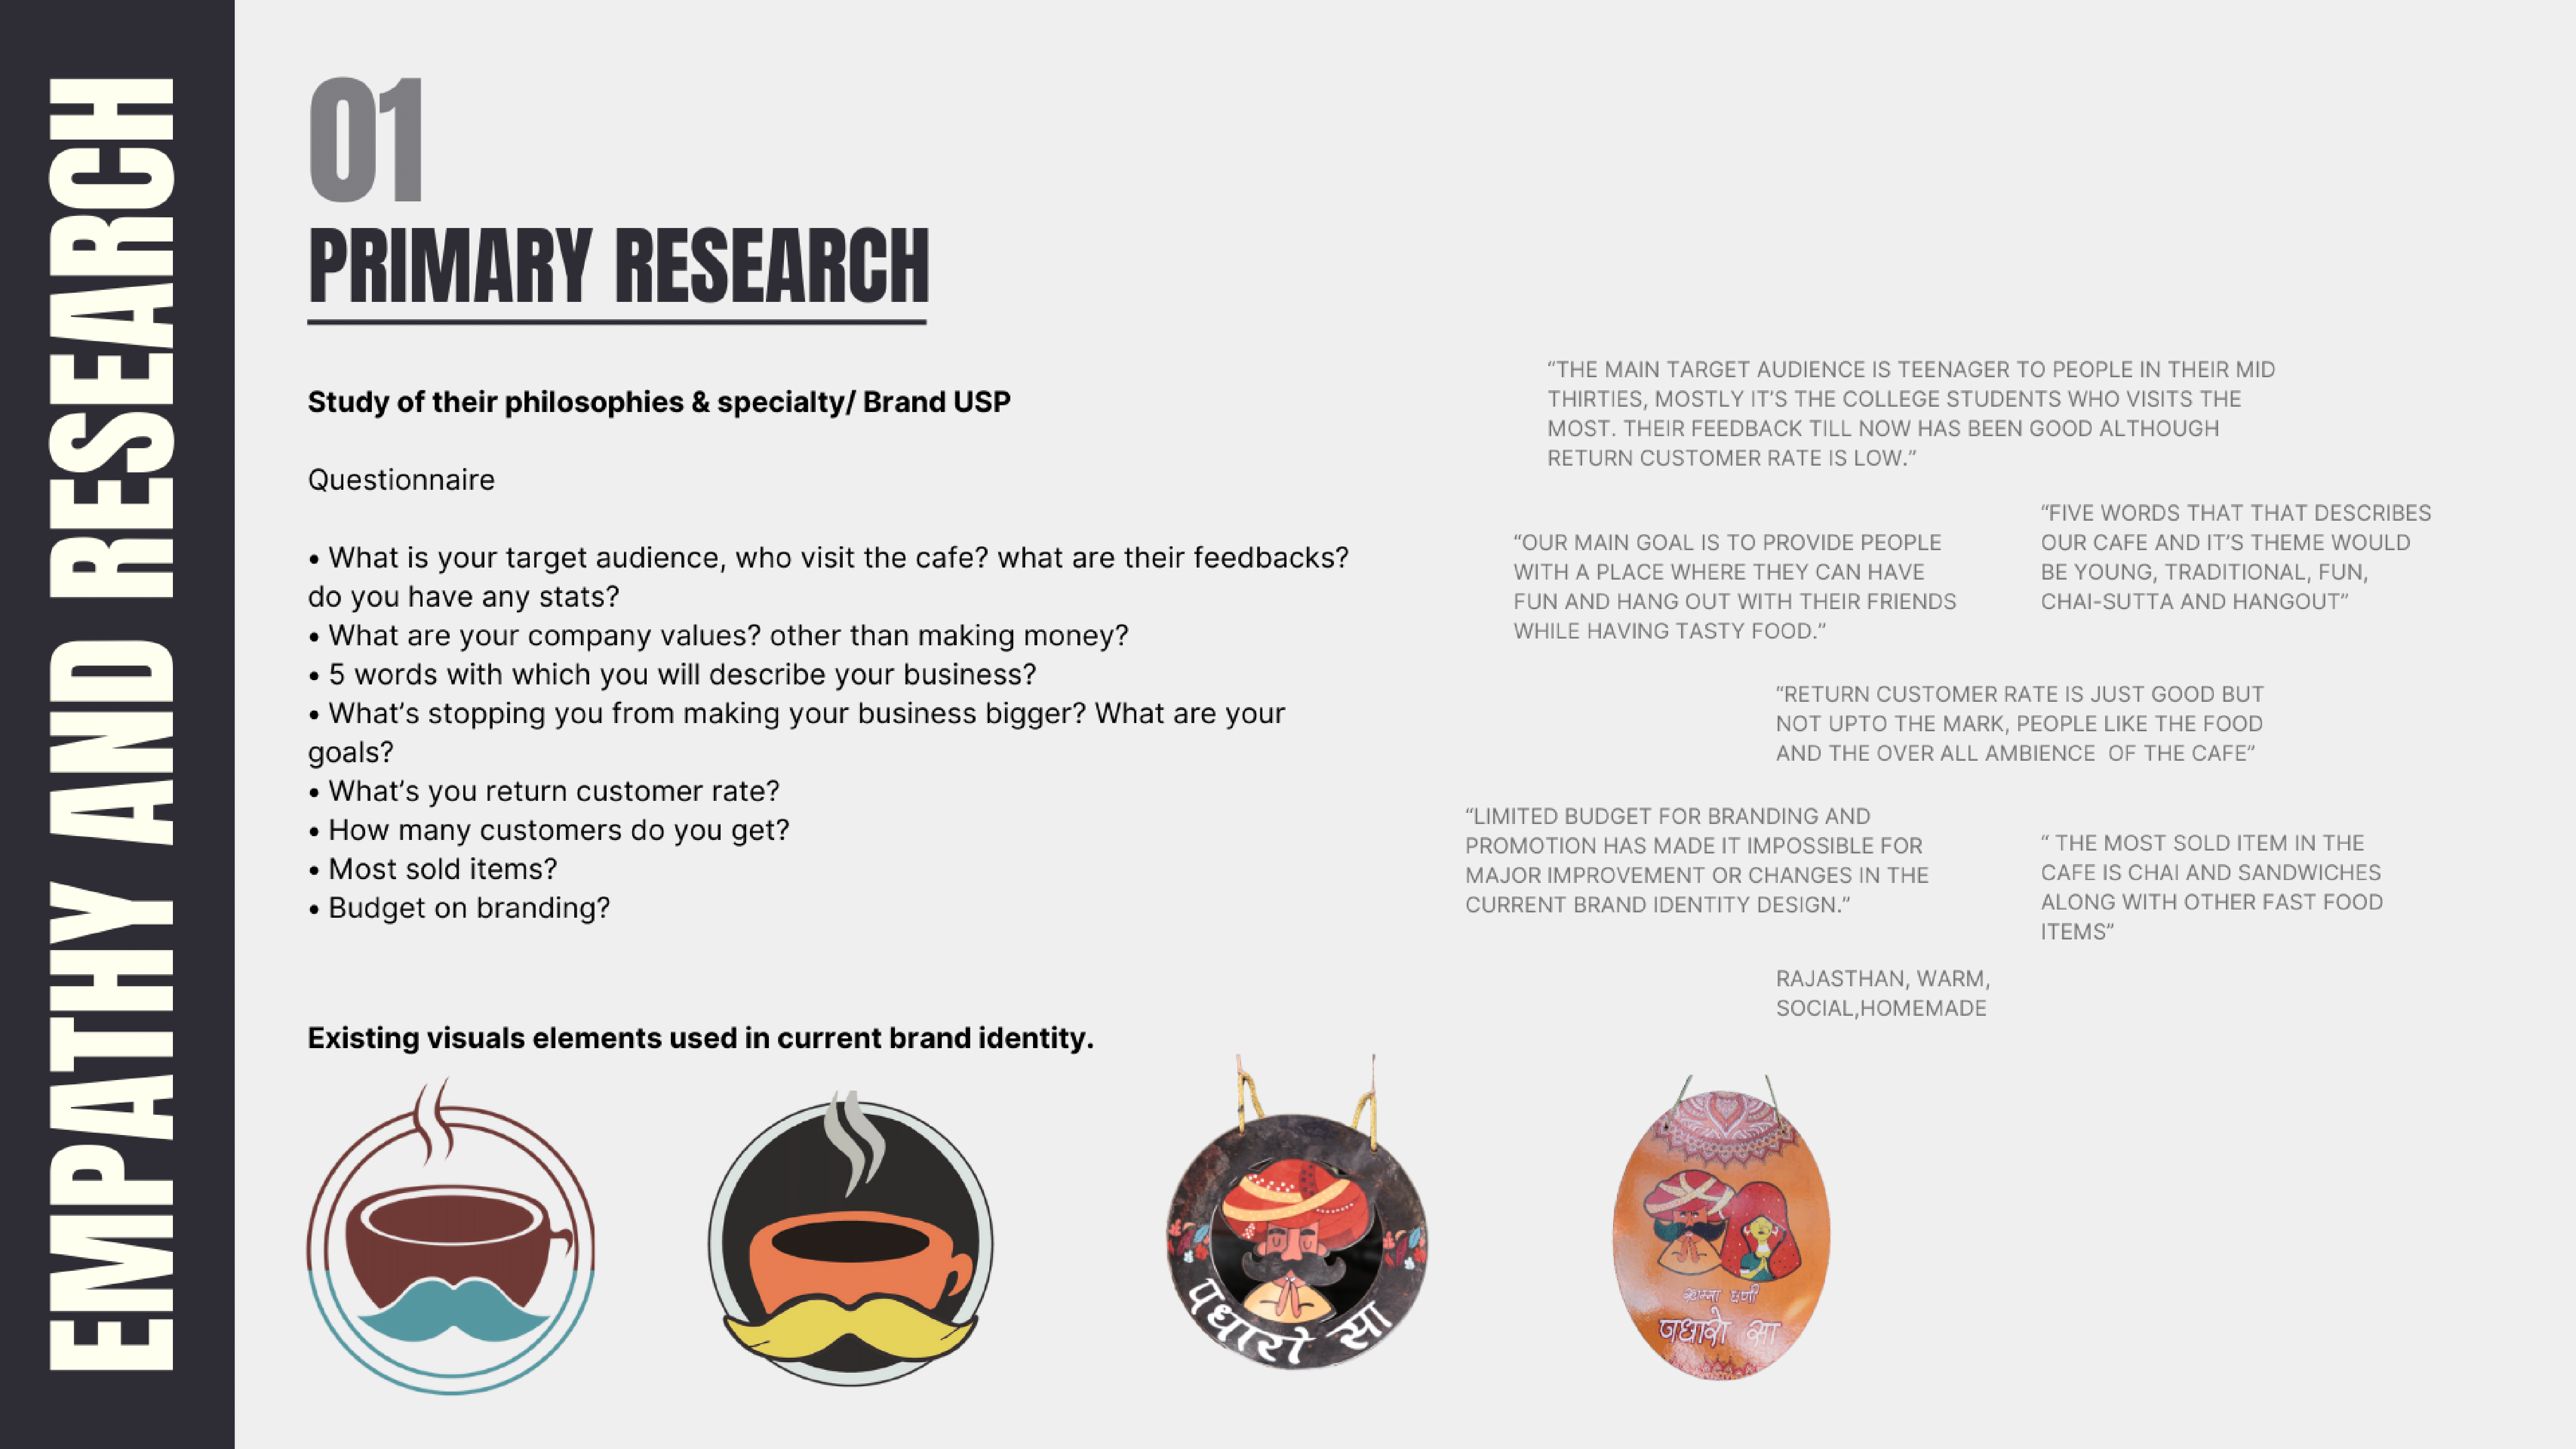 EMPATHY AND RESEARCH
01
PRIMARY RESEARCH
Study of their philosophies & specialty/ Brand USP
Questionnaire
• What is your target audience, who visit the cafe? what are their feedbacks?
do you have any stats?
• What are your company values? other than making money?
• 5 words with which you will describe your business?
• What’s stopping you from making your business bigger? What are your
goals?
• What’s you return customer rate?
• How many customers do you get?
• Most sold items?
• Budget on branding?
“THE MAIN TARGET AUDIENCE IS TEENAGER TO PEOPLE IN THEIR MID
THIRTIES, MOSTLY IT’S THE COLLEGE STUDENTS WHO VISITS THE
MOST. THEIR FEEDBACK TILL NOW HAS BEEN GOOD ALTHOUGH
RETURN CUSTOMER RATE IS LOW.”
“OUR MAIN GOAL IS TO PROVIDE PEOPLE
WITH A PLACE WHERE THEY CAN HAVE
FUN AND HANG OUT WITH THEIR FRIENDS
WHILE HAVING TASTY FOOD.”
“FIVE WORDS THAT THAT DESCRIBES
OUR CAFE AND IT’S THEME WOULD
BE YOUNG, TRADITIONAL, FUN,
CHAI-SUTTA AND HANGOUT”
“RETURN CUSTOMER RATE IS JUST GOOD BUT
NOT UPTO THE MARK, PEOPLE LIKE THE FOOD
AND THE OVER ALL AMBIENCE OF THE CAFE”
“LIMITED BUDGET FOR BRANDING AND
PROMOTION HAS MADE IT IMPOSSIBLE FOR
MAJOR IMPROVEMENT OR CHANGES IN THE
CURRENT BRAND IDENTITY DESIGN.”
“ THE MOST SOLD ITEM IN THE
CAFE IS CHAI AND SANDWICHES
ALONG WITH OTHER FAST FOOD
ITEMS”
RAJASTHAN, WARM,
SOCIAL,HOMEMADE
Existing visuals elements used in current brand identity.
पधारो सा
खम्मा घणी
पधारो सा